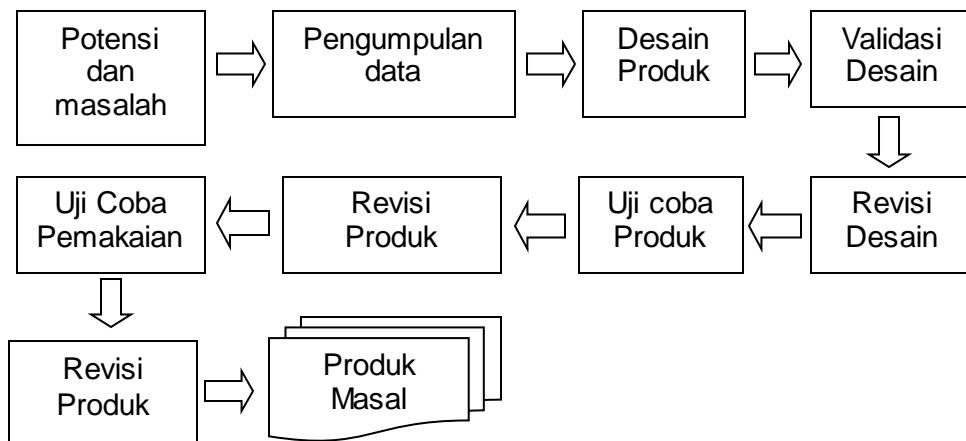 Potensi
dan
masalah
Pengumpulan
data
Desain
Produk
Validasi
Desain
Revisi
Desain
Uji coba
Produk
Revisi
Produk
Uji Coba
Pemakaian
Revisi
Produk
Produk
Masal